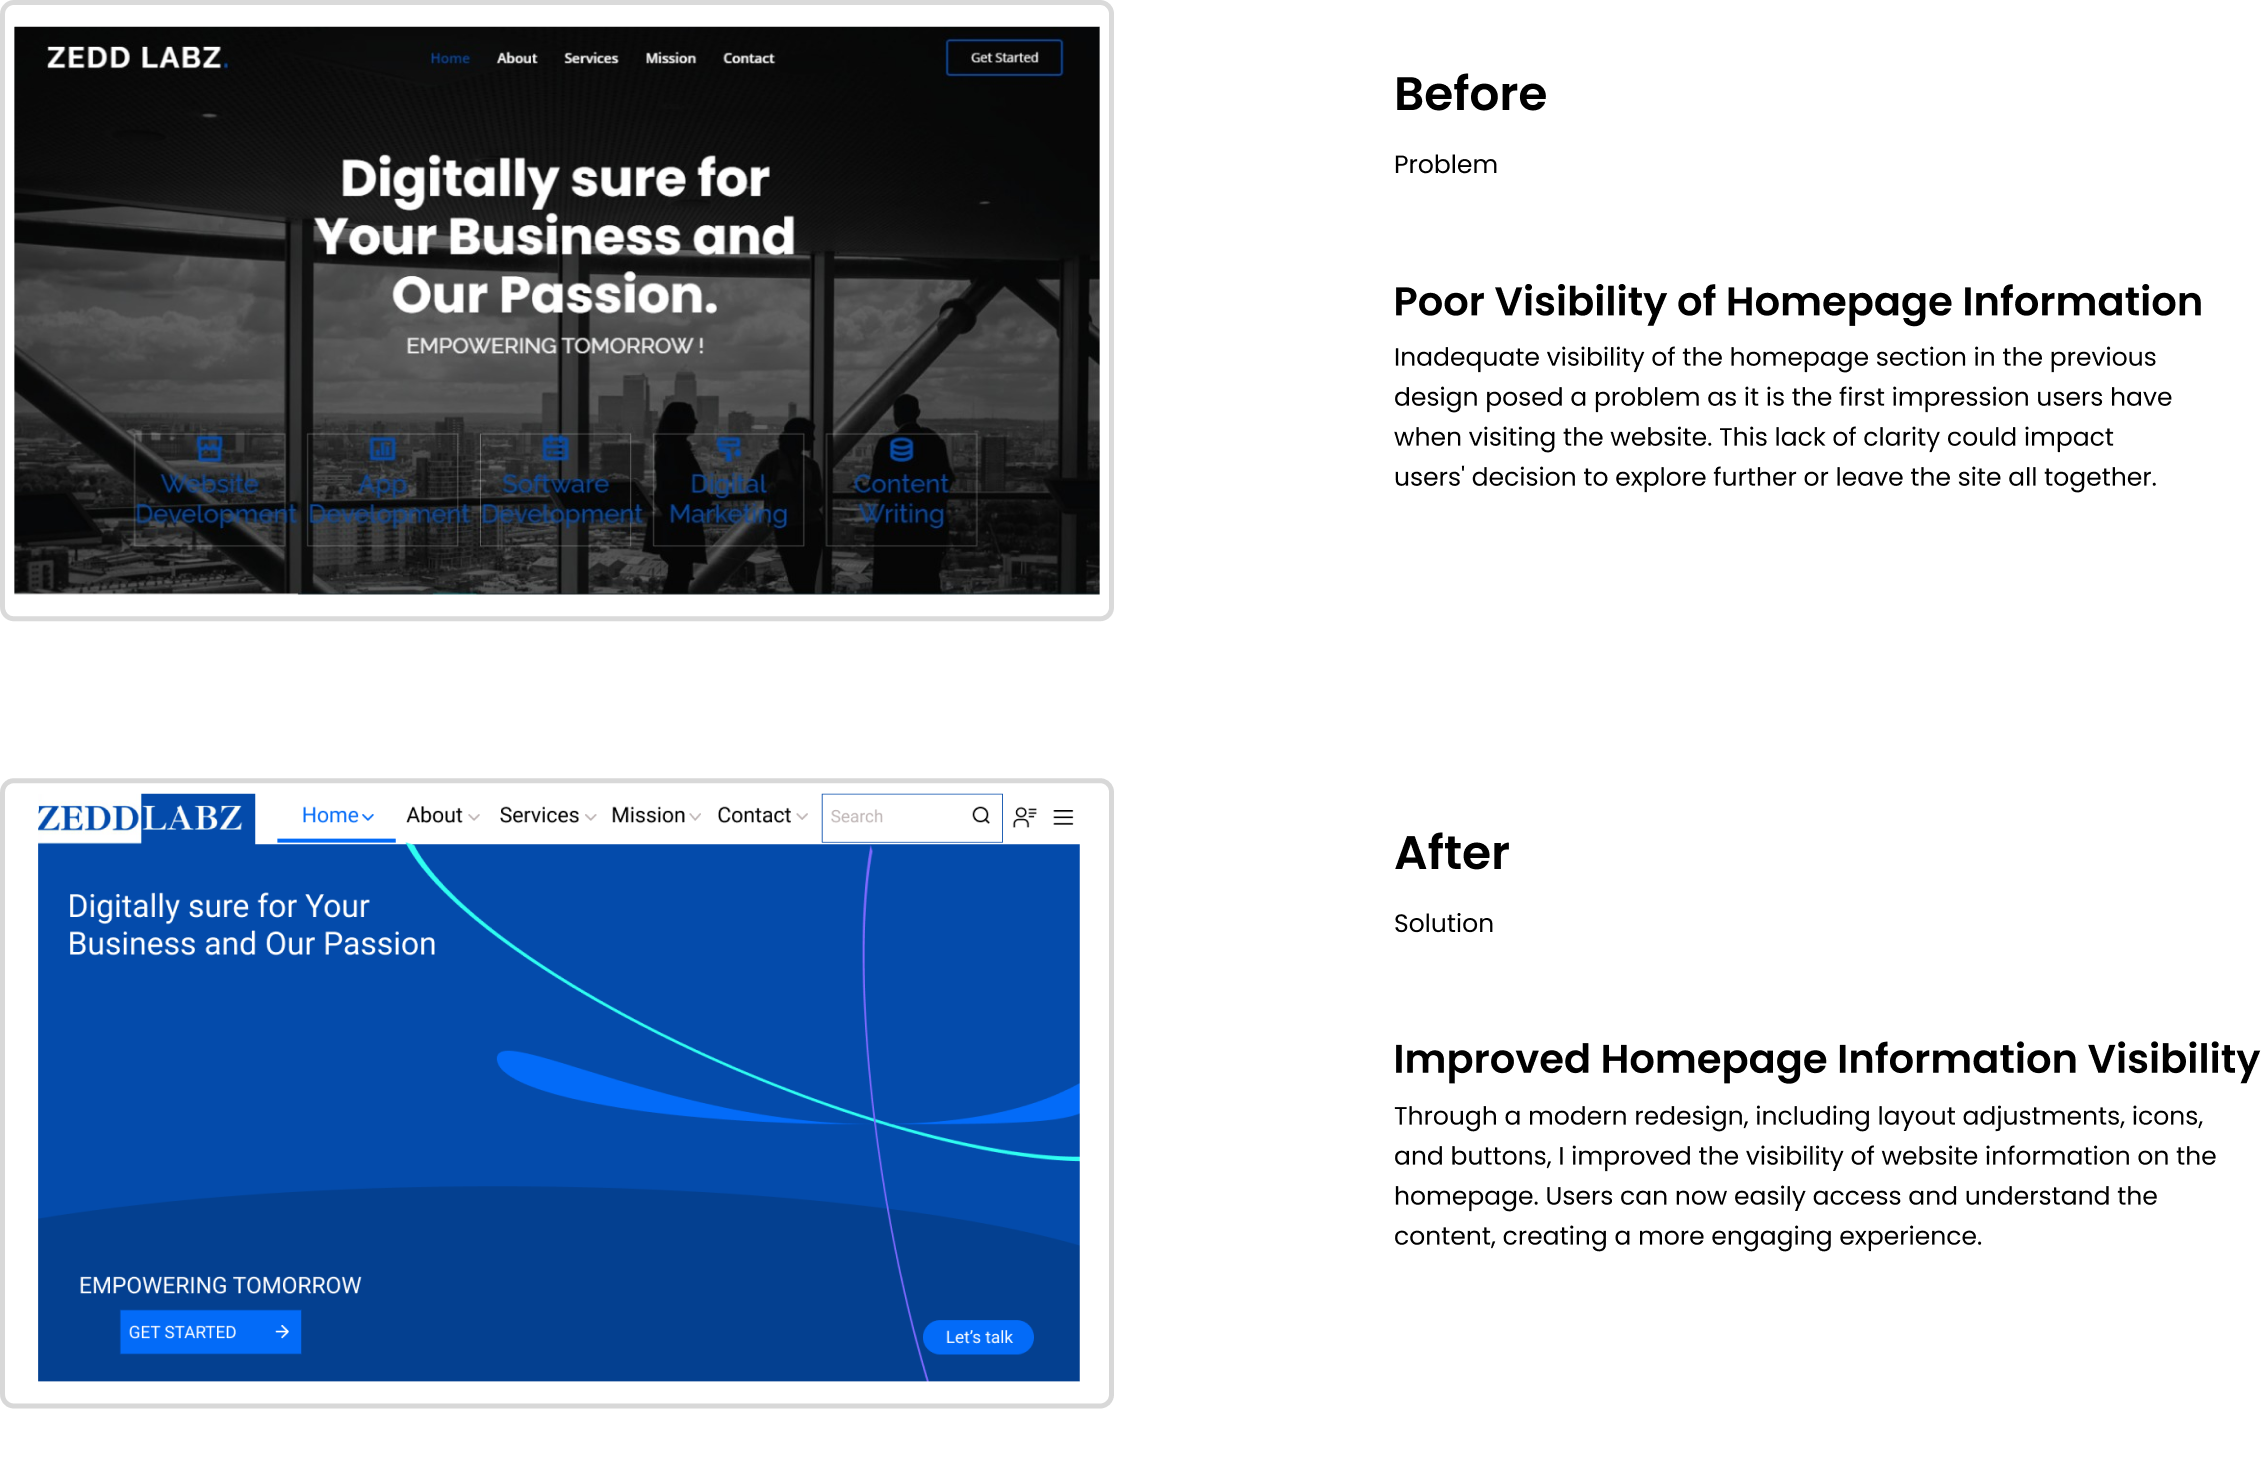 ZEDD LABZ.
Home About Services Mission Contact
Get Started
Digitally sure for
Your Business and
Our Passion.
EMPOWERING TOMORROW !
Website
Development
App
Development
Software
Development
Digital
Marketing
Content
Writing
Before
Problem
Poor Visibility of Homepage Information
Inadequate visibility of the homepage section in the previous
design posed a problem as it is the first impression users have
when visiting the website. This lack of clarity could impact
users' decision to explore further or leave the site all together.
ZEDDLABZ
Home About Services Mission Contact
Search
Digitally sure for Your
Business and Our Passion
EMPOWERING TOMORROW
GET STARTED
Let's talk
After
Solution
Improved Homepage Information Visibility
Through a modern redesign, including layout adjustments, icons,
and buttons, I improved the visibility of website information on the
homepage. Users can now easily access and understand the
content, creating a more engaging experience.